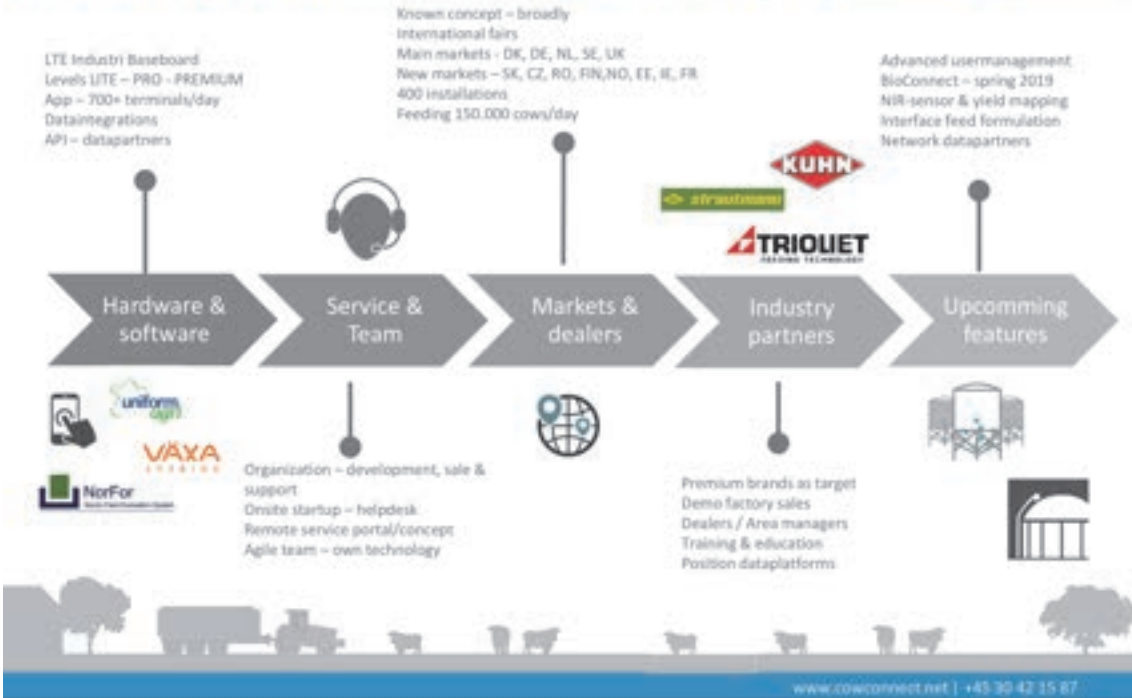 LTE Industri Baseboard
Levels LITE – PRO - PREMIUM
App – 700+ terminals/day
Dataintegrations
API – datapartners
Known concept – broadly
International fairs
Main markets - DK, DE, NL, SE, UK
New markets – SK, CZ, RO, FIN,NO, EE, IE, FR
400 installations
Feeding 150.000 cows/day
Advanced usermanagement
BioConnect – spring 2019
NIR-sensor & yield mapping
Interface feed formulation
Network datapartners
KUHN
strautmann
TRIOLIET
FEEDING TECHNOLOGY
Hardware &
software
Service &
Team
Markets &
dealers
Industry
partners
Upcomming
features
uniform
agri
VÄXA
SVERIGE
NorFor
Organization – development, sale &
support
Onsite startup – helpdesk
Remote service portal/concept
Agile team – own technology
Premium brands as target
Demo factory sales
Dealers / Area managers
Training & education
Position dataplatforms
www.cowconnect.net | +45 30 42 15 87